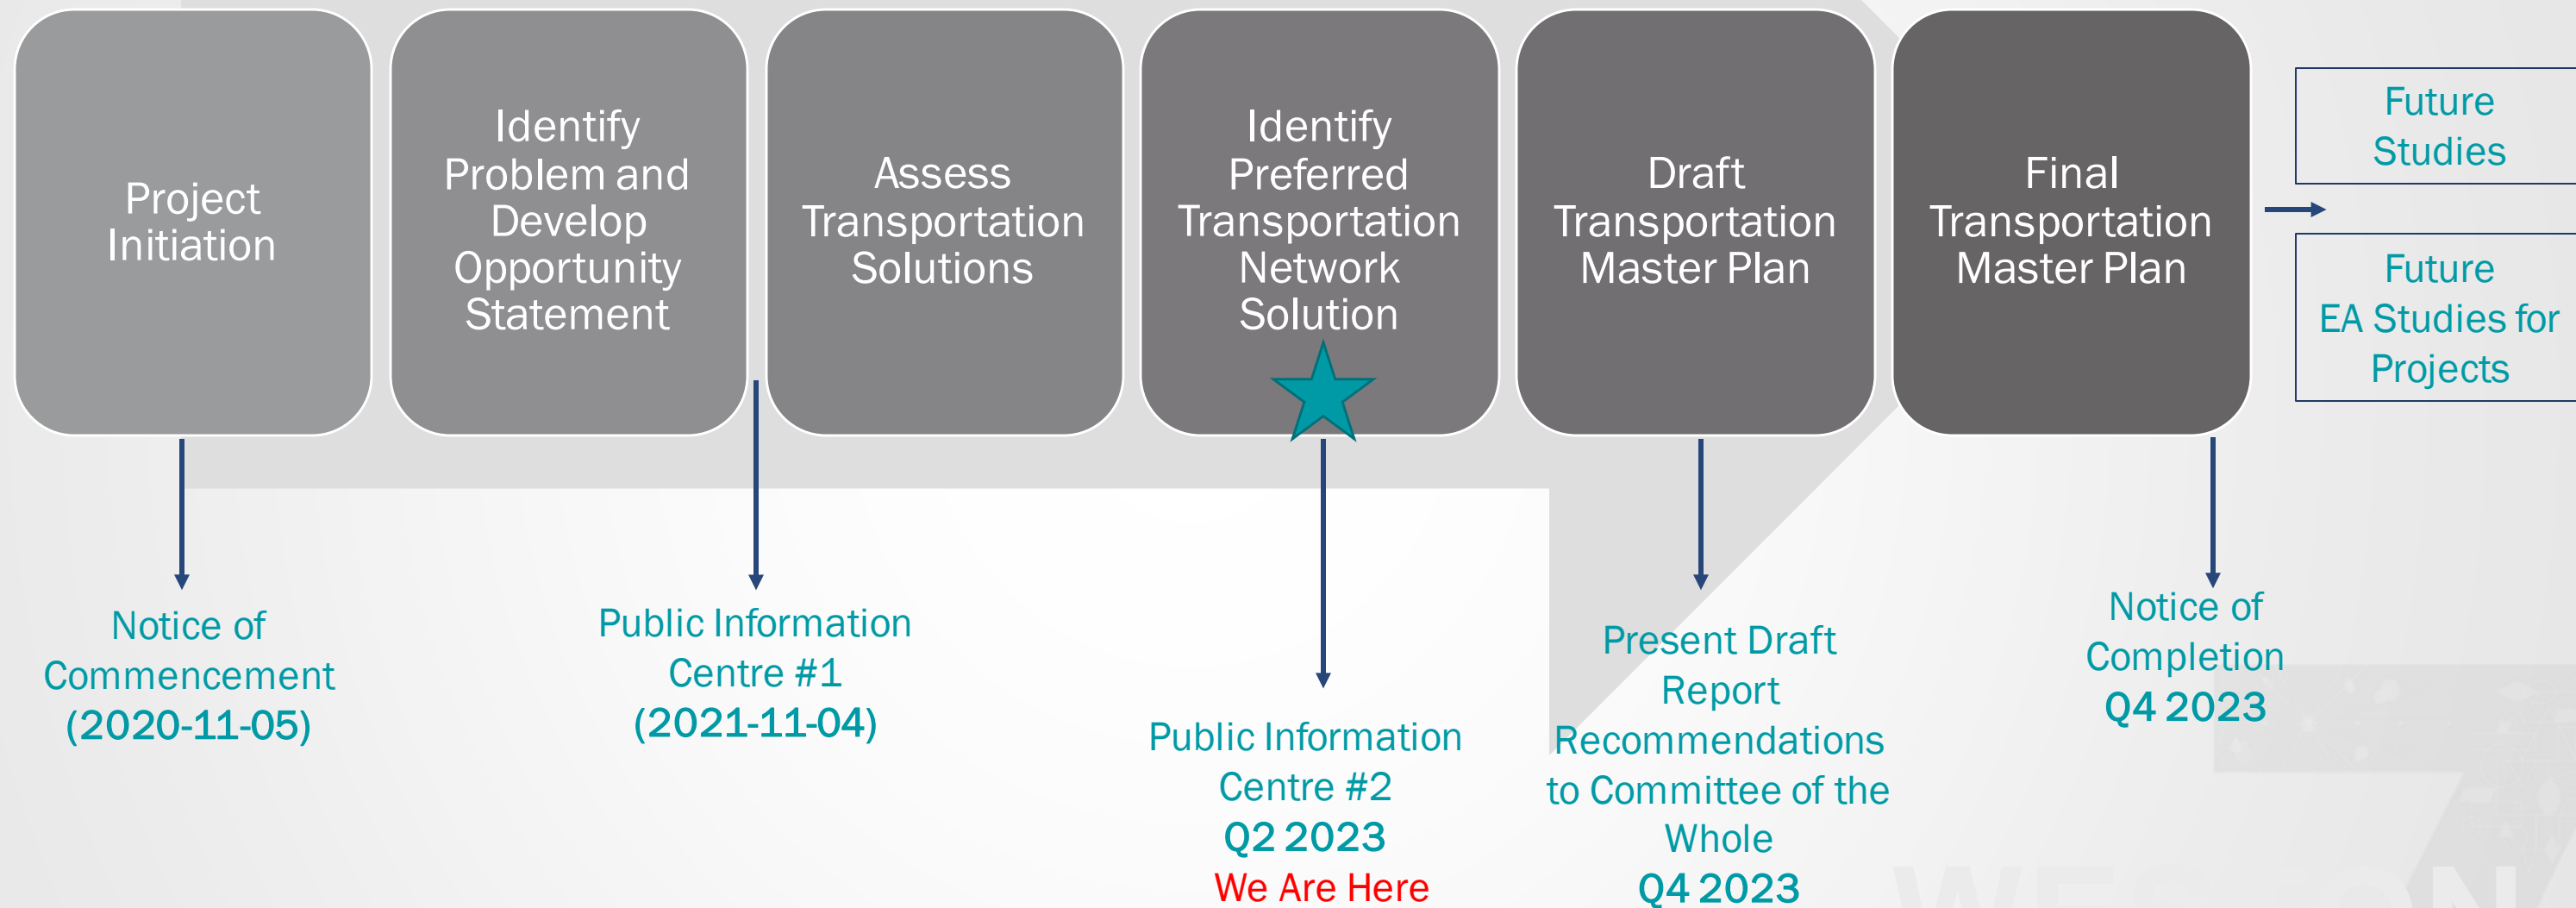 Project
Initiation
Identify
Problem and
Develop
Opportunity
Statement
Assess
Transportation
Solutions
Identify
Preferred
Transportation
Network
Solution
Draft
Transportation
Master Plan
Final
Transportation
Master Plan
Future
Studies
Future
EA Studies for
Projects
Notice of
Commencement
(2020-11-05)
Public Information
Centre #1
(2021-11-04)
Public Information
Centre #2
Q2 2023
We Are Here
Present Draft
Report
Recommendations
to Committee of the
Whole
Q4 2023
Notice of
Completion
Q4 2023